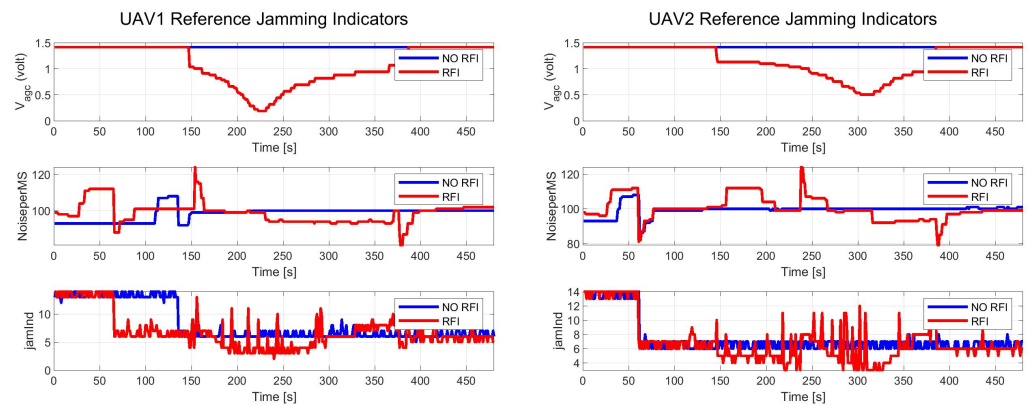 UAV1 Reference Jamming Indicators
V_agc (volt)
1.5
1
0.5
0
NO RFI
RFI
0 50 100 150 200 250 300 350 400 450
Time [s]
NoiseperMS
120
100
NO RFI
RFI
0 50 100 150 200 250 300 350 400 450
Time [s]
jamInd
10
5
0
NO RFI
RFI
0 50 100 150 200 250 300 350 400 450
Time [s]
UAV2 Reference Jamming Indicators
V_agc (volt)
1.5
1
0.5
0
NO RFI
RFI
0 50 100 150 200 250 300 350 400 450
Time [s]
NoiseperMS
120
100
80
NO RFI
RFI
0 50 100 150 200 250 300 350 400 450
Time [s]
jamInd
14
12
10
8
6
4
NO RFI
RFI
0 50 100 150 200 250 300 350 400 450
Time [s]